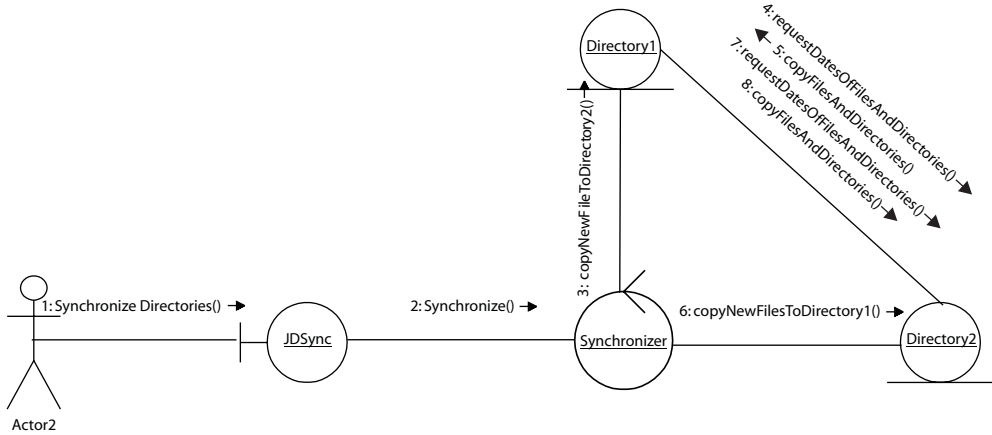 Directory1
4: requestDatesOfFilesAndDirectories()
5: copyFilesAndDirectories()
7: requestDatesOfFilesAndDirectories()
8: copyFilesAndDirectories()
3: copyNewFileToDirectory2()
1: Synchronize Directories()
2: Synchronize()
6: copyNewFilesToDirectory1()
JDSync
Synchronizer
Directory2
Actor2